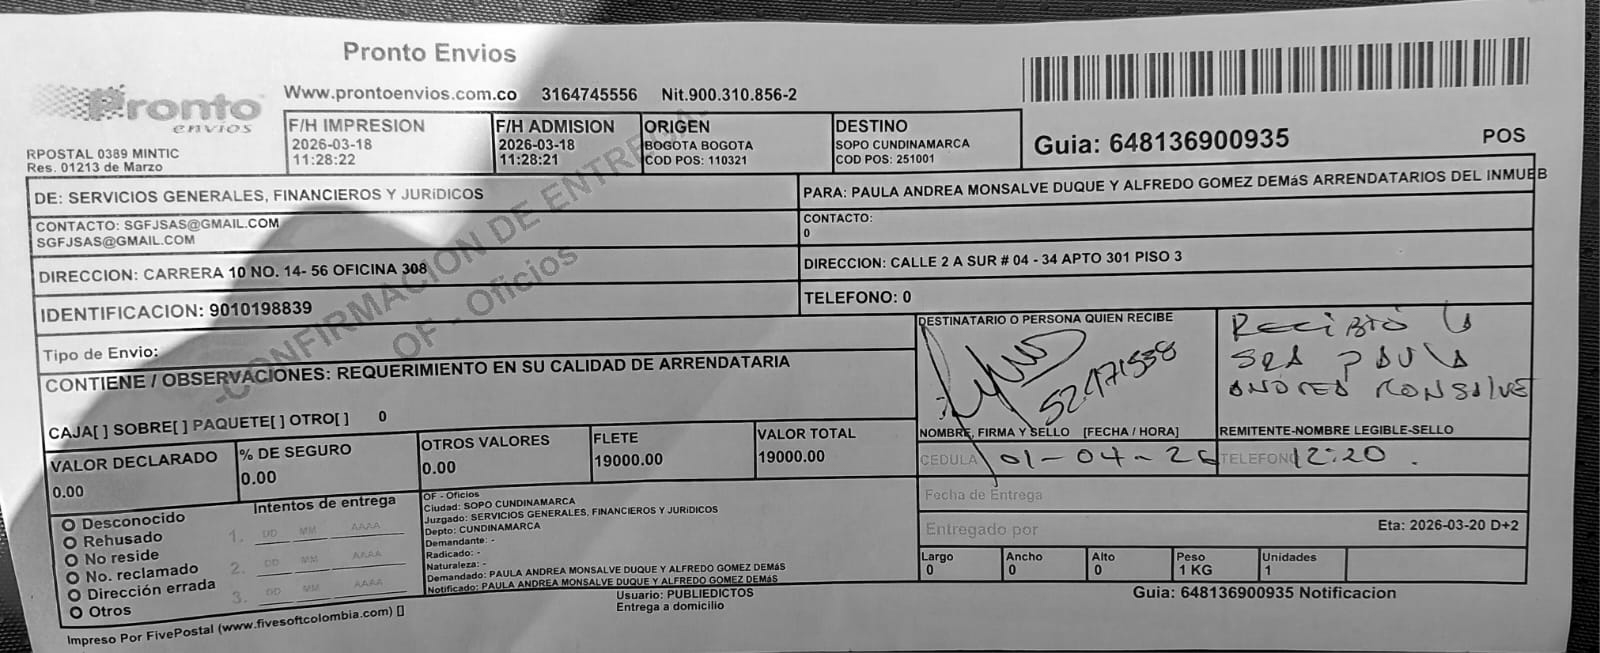 Pronto Envios
Pronto
envios
Www.prontoenvios.com.co 3164745556 Nit.900.310.856-2
RPOSTAL 0389 MINTIC
Res. 01213 de Marzo
F/H IMPRESION
2026-03-18
11:28:22
F/H ADMISION
2026-03-18
11:28:21
ORIGEN
BOGOTA BOGOTA
COD POS: 110321
DESTINO
SOPO CUNDINAMARCA
COD POS: 251001
Guia: 648136900935
POS
DE: SERVICIOS GENERALES, FINANCIEROS Y JURíDICOS
PARA: PAULA ANDREA MONSALVE DUQUE Y ALFREDO GOMEZ DEMáS ARRENDATARIOS DEL INMUEB
CONTACTO: SGFJSAS@GMAIL.COM
SGFJSAS@GMAIL.COM
CONTACTO:
0
DIRECCION: CARRERA 10 NO. 14- 56 OFICINA 308
DIRECCION: CALLE 2 A SUR # 04 - 34 APTO 301 PISO 3
IDENTIFICACION: 9010198839
TELEFONO: 0
-CONFIRMACION DE ENTREGA-
OF - Oficios
Tipo de Envio:
CONTIENE / OBSERVACIONES: REQUERIMIENTO EN SU CALIDAD DE ARRENDATARIA
CAJA[ ] SOBRE[ ] PAQUETE[ ] OTRO[ ] 0
DESTINATARIO O PERSONA QUIEN RECIBE
52471538
RECIBIÓ LA
SRA PAULA
ANDREA MONSALVE
NOMBRE, FIRMA Y SELLO [FECHA / HORA]
REMITENTE-NOMBRE LEGIBLE-SELLO
CEDULA 01-04-26
TELEFONO 12:20 .
VALOR DECLARADO
0.00
% DE SEGURO
0.00
OTROS VALORES
0.00
FLETE
19000.00
VALOR TOTAL
19000.00
Fecha de Entrega
Entregado por
Eta: 2026-03-20 D+2
Largo
0
Ancho
0
Alto
0
Peso
1 KG
Unidades
1
Guia: 648136900935 Notificacion
Desconocido
Rehusado
No reside
No. reclamado
Dirección errada
Otros
Intentos de entrega
1. DD MM AAAA
2. DD MM AAAA
3. DD MM AAAA
OF - Oficios
Ciudad: SOPO CUNDINAMARCA
Juzgado: SERVICIOS GENERALES, FINANCIEROS Y JURíDICOS
Depto: CUNDINAMARCA
Demandante: -
Radicado: -
Naturaleza: -
Demandado: PAULA ANDREA MONSALVE DUQUE Y ALFREDO GOMEZ DEMáS
Notificado: PAULA ANDREA MONSALVE DUQUE Y ALFREDO GOMEZ DEMáS
Usuario: PUBLIEDICTOS
Entrega a domicilio
Impreso Por FivePostal (www.fivesoftcolombia.com) []